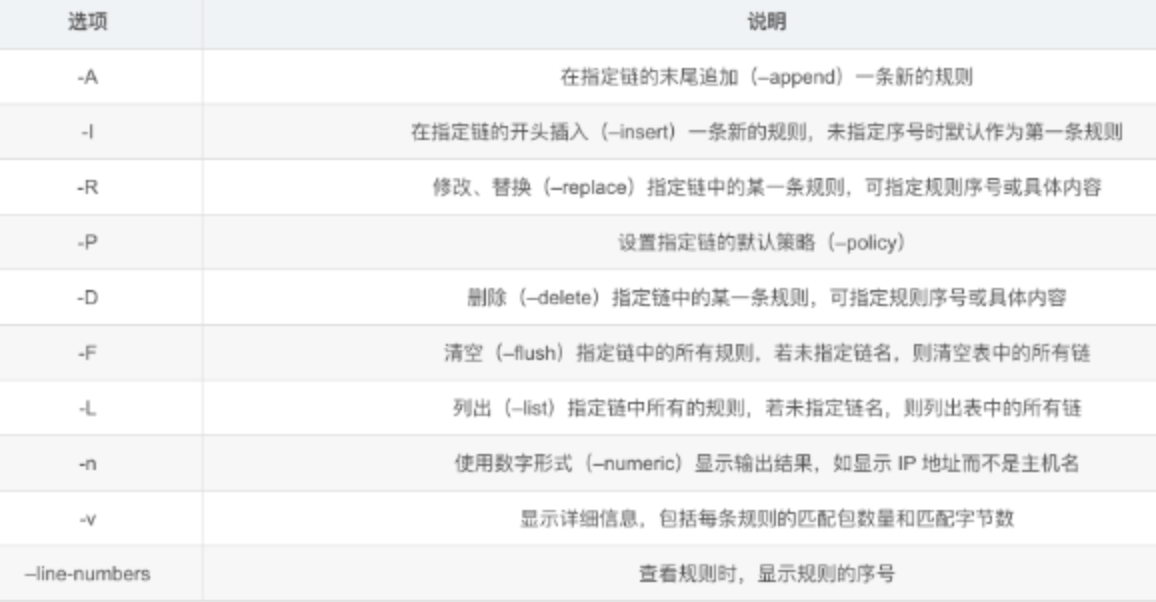 选项 说明
-A 在指定链的末尾追加（–append）一条新的规则
-I 在指定链的开头插入（–insert）一条新的规则，未指定序号时默认作为第一条规则
-R 修改、替换（–replace）指定链中的某一条规则，可指定规则序号或具体内容
-P 设置指定链的默认策略（–policy）
-D 删除（–delete）指定链中的某一条规则，可指定规则序号或具体内容
-F 清空（–flush）指定链中的所有规则，若未指定链名，则清空表中的所有链
-L 列出（–list）指定链中所有的规则，若未指定链名，则列出表中的所有链
-n 使用数字形式（–numeric）显示输出结果，如显示 IP 地址而不是主机名
-v 显示详细信息，包括每条规则的匹配包数量和匹配字节数
–line-numbers 查看规则时，显示规则的序号